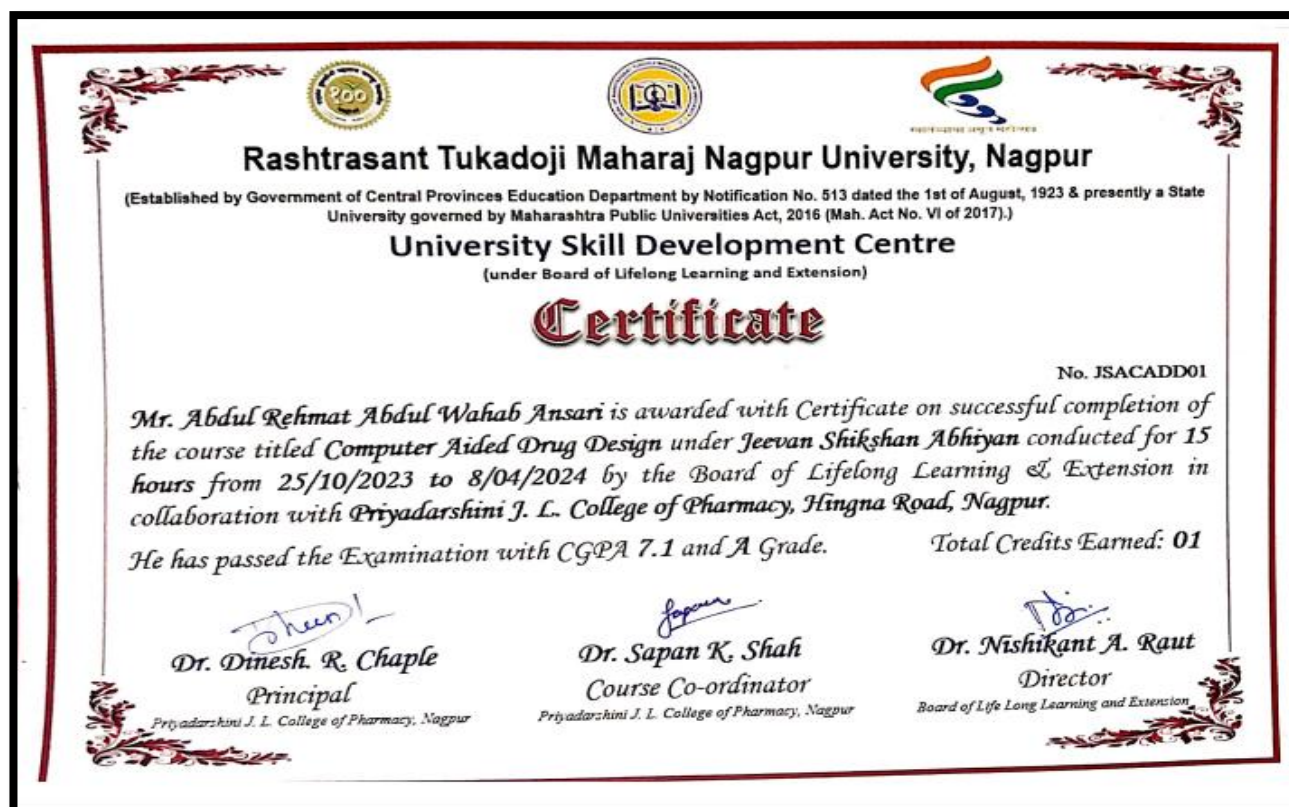 १००
Rashtrasant Tukadoji Maharaj Nagpur University, Nagpur
(Established by Government of Central Provinces Education Department by Notification No. 513 dated the 1st of August, 1923 & presently a State
University governed by Maharashtra Public Universities Act, 2016 (Mah. Act No. VI of 2017).)
University Skill Development Centre
(under Board of Lifelong Learning and Extension)
Certificate
No. JSACADD01
Mr. Abdul Rehmat Abdul Wahab Ansari is awarded with Certificate on successful completion of
the course titled Computer Aided Drug Design under Jeevan Shikshan Abhiyan conducted for 15
hours from 25/10/2023 to 8/04/2024 by the Board of Lifelong Learning & Extension in
collaboration with Priyadarshini J. L. College of Pharmacy, Hingna Road, Nagpur.
He has passed the Examination with CGPA 7.1 and A Grade. Total Credits Earned: 01
Dr. Dinesh. R. Chaple Dr. Sapan K. Shah Dr. Nishikant A. Raut
Principal Course Co-ordinator Director
Priyadarshini J. L. College of Pharmacy, Nagpur Priyadarshini J. L. College of Pharmacy, Nagpur Board of Life Long Learning and Extension